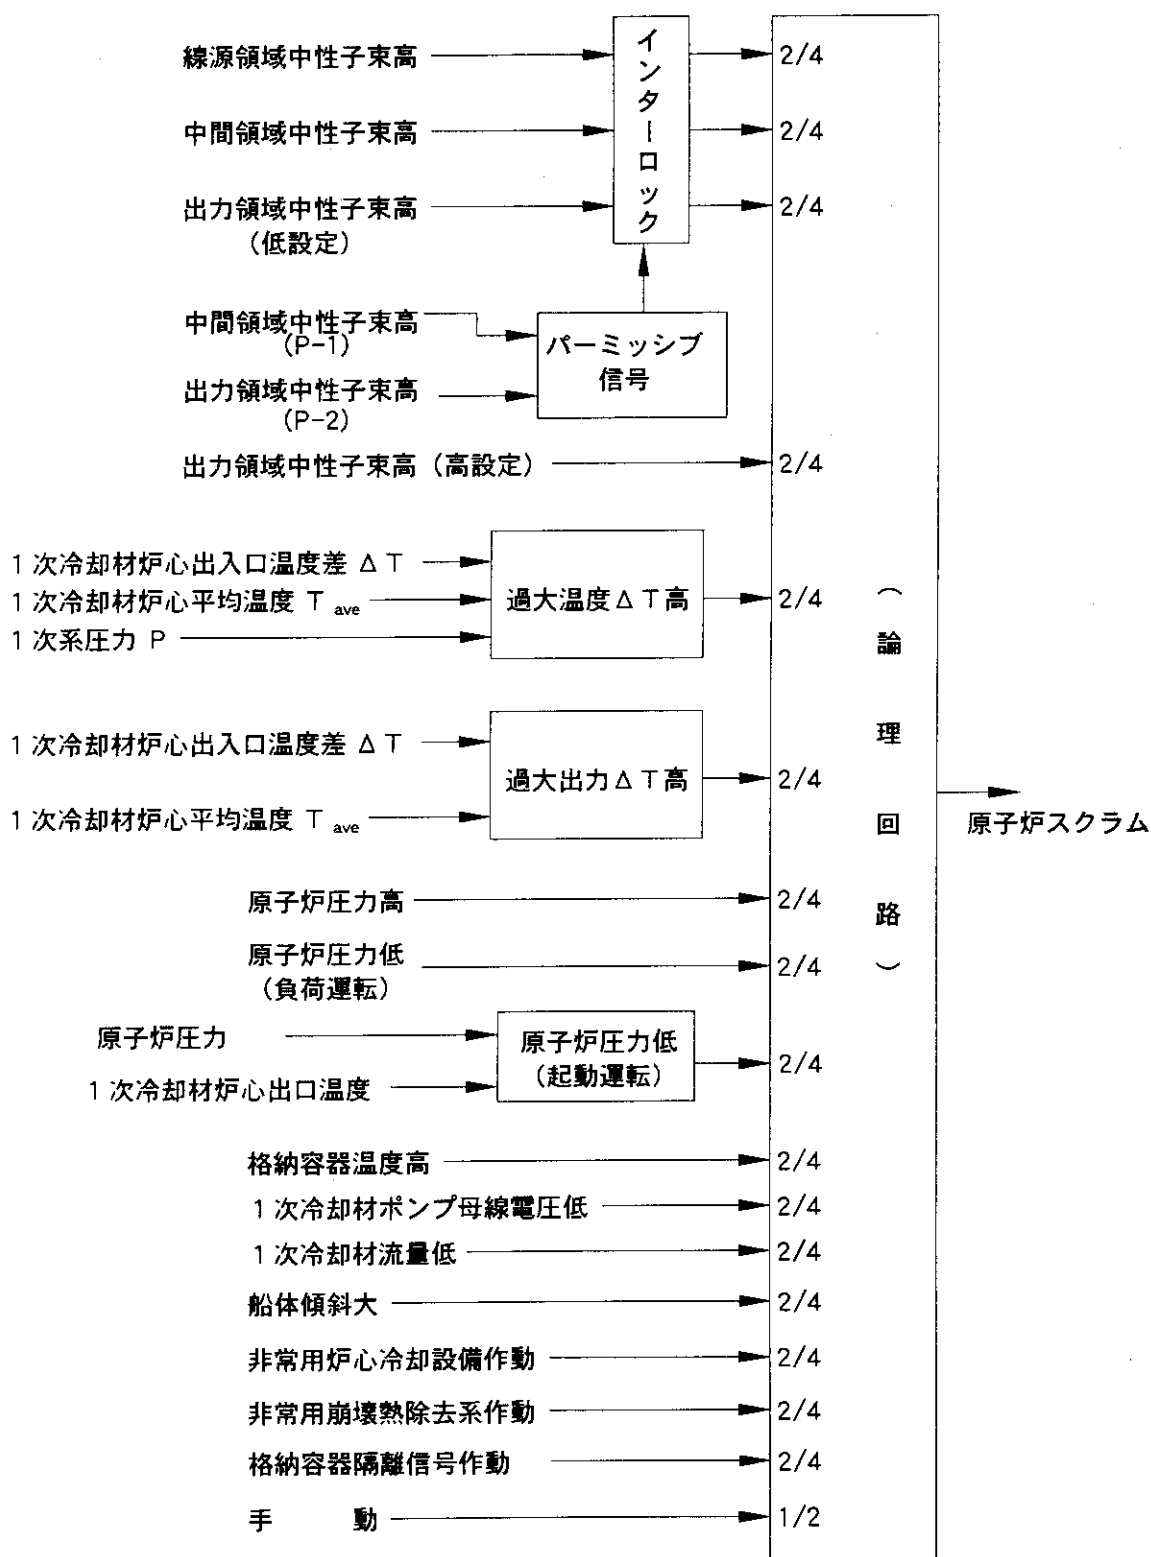 線源領域中性子束高
インターロック
2/4
中間領域中性子束高
2/4
出力領域中性子束高
(低設定)
2/4
中間領域中性子束高
(P-1)
パーミッシブ
信号
出力領域中性子束高
(P-2)
出力領域中性子束高（高設定）
2/4
1次冷却材炉心出入口温度差 ΔT
1次冷却材炉心平均温度 T ave
1次系圧力 P
過大温度ΔT高
2/4
1次冷却材炉心出入口温度差 ΔT
1次冷却材炉心平均温度 T ave
過大出力ΔT高
2/4
（論理回路）
原子炉スクラム
原子炉圧力高
2/4
原子炉圧力低
(負荷運転)
2/4
原子炉圧力
1次冷却材炉心出口温度
原子炉圧力低
(起動運転)
2/4
格納容器温度高
2/4
1次冷却材ポンプ母線電圧低
2/4
1次冷却材流量低
2/4
船体傾斜大
2/4
非常用炉心冷却設備作動
2/4
非常用崩壊熱除去系作動
2/4
格納容器隔離信号作動
2/4
手　動
1/2